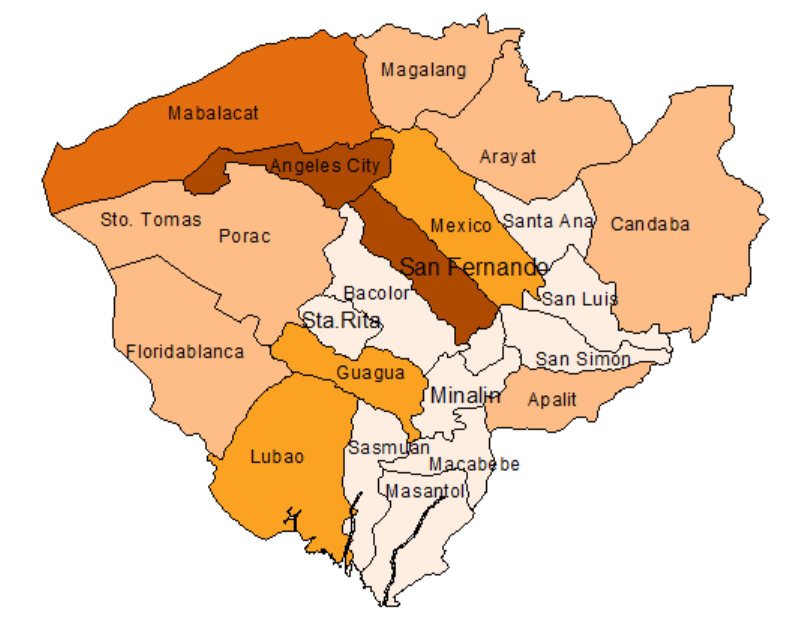 Magalang
Mabalacat
Arayat
Angeles City
Sto. Tomas
Porac
Mexico
Santa Ana
Candaba
San Fernando
Bacolor
San Luis
Sta.Rita
Floridablanca
Guagua
San Simon
Minalin
Apalit
Lubao
Sasmuan
Macabebe
Masantol